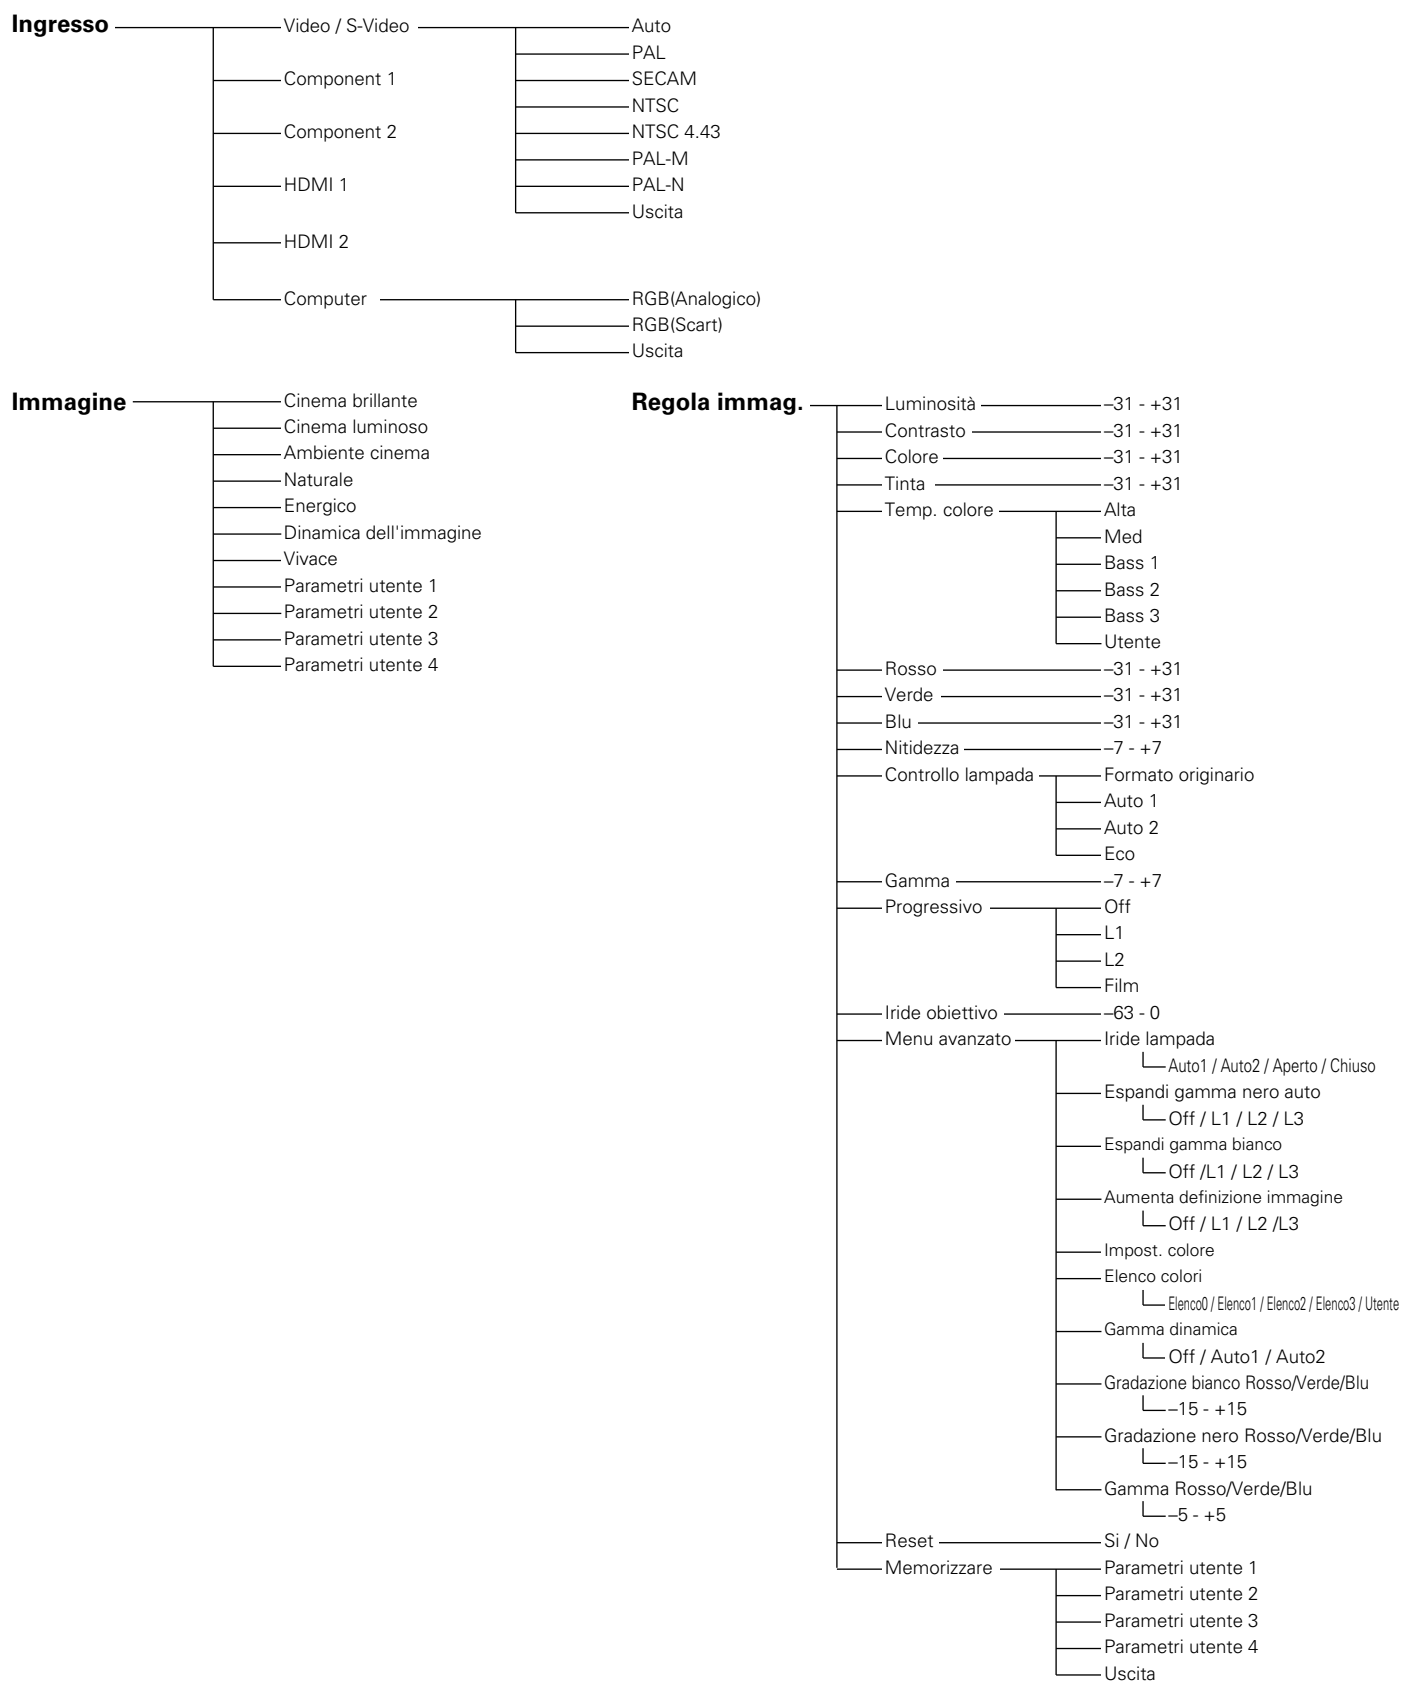 Ingresso
Video / S-Video
Auto
PAL
Component 1
SECAM
NTSC
Component 2
NTSC 4.43
PAL-M
HDMI 1
PAL-N
Uscita
HDMI 2
Computer
RGB(Analogico)
RGB(Scart)
Uscita
Immagine
Cinema brillante
Cinema luminoso
Ambiente cinema
Naturale
Energico
Dinamica dell'immagine
Vivace
Parametri utente 1
Parametri utente 2
Parametri utente 3
Parametri utente 4
Regola immag.
Luminosità –31 - +31
Contrasto –31 - +31
Colore –31 - +31
Tinta –31 - +31
Temp. colore Alta
Med
Bass 1
Bass 2
Bass 3
Utente
Rosso –31 - +31
Verde –31 - +31
Blu –31 - +31
Nitidezza –7 - +7
Controllo lampada Formato originario
Auto 1
Auto 2
Eco
Gamma –7 - +7
Progressivo Off
L1
L2
Film
Iride obiettivo –63 - 0
Menu avanzato Iride lampada
Auto1 / Auto2 / Aperto / Chiuso
Espandi gamma nero auto
Off / L1 / L2 / L3
Espandi gamma bianco
Off /L1 / L2 / L3
Aumenta definizione immagine
Off / L1 / L2 /L3
Impost. colore
Elenco colori
Elenco0 / Elenco1 / Elenco2 / Elenco3 / Utente
Gamma dinamica
Off / Auto1 / Auto2
Gradazione bianco Rosso/Verde/Blu
–15 - +15
Gradazione nero Rosso/Verde/Blu
–15 - +15
Gamma Rosso/Verde/Blu
–5 - +5
Reset Si / No
Memorizzare Parametri utente 1
Parametri utente 2
Parametri utente 3
Parametri utente 4
Uscita